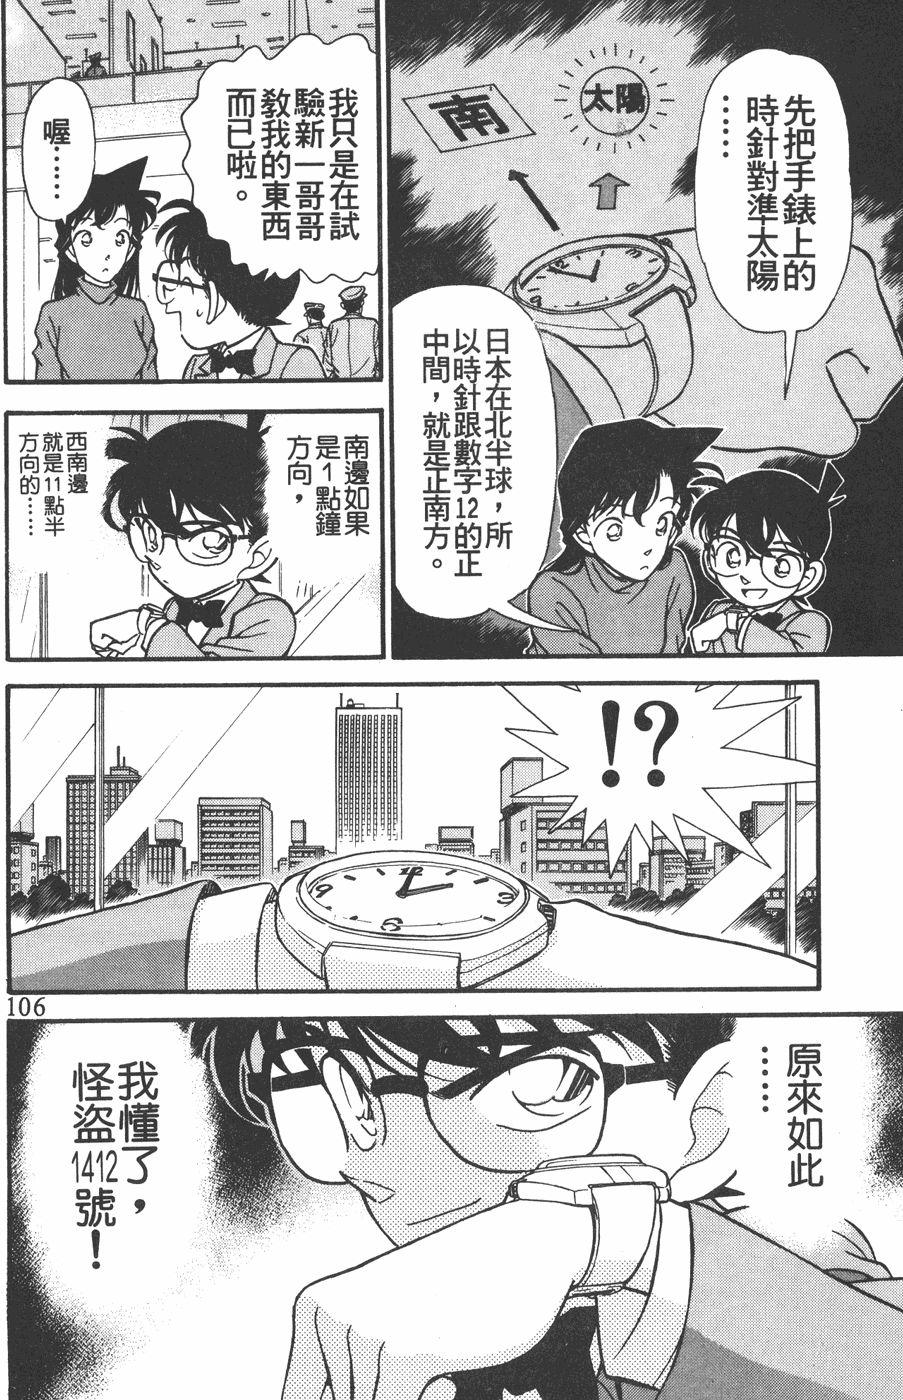 先把手錶上的
時針對準太陽
……
太陽
南
12
日本在北半球，所
以時針跟數字12的正
中間，就是正南方。
我只是在試
驗新一哥哥
教我的東西
而已啦。
喔……
南邊如果
是1點鐘
方向，
西南邊
就是11點半
方向的……
!?
12
3
6
9
106
原來如此
……
我懂了，
怪盜1412號！